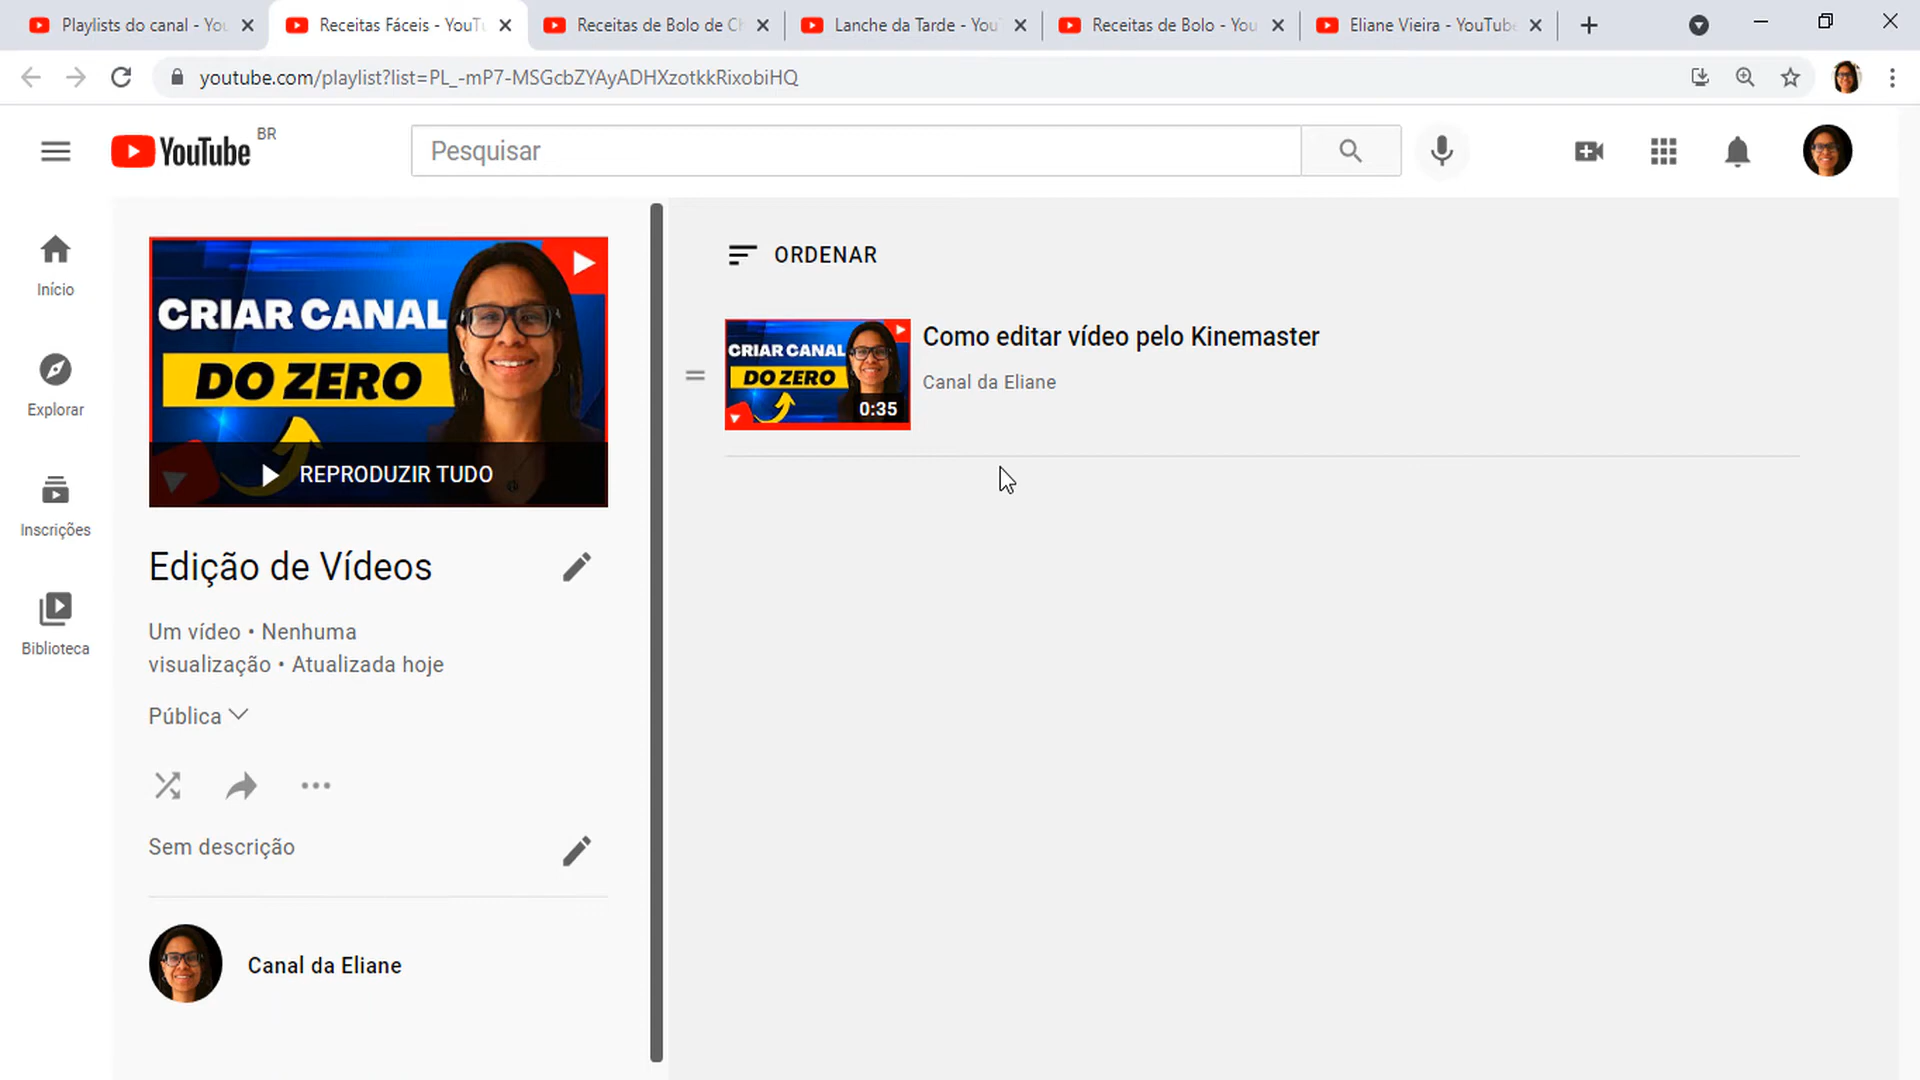 Playlists do canal - You
Receitas Fáceis - YouTu
Receitas de Bolo de Ch
Lanche da Tarde - YouT
Receitas de Bolo - You
Eliane Vieira - YouTube
youtube.com/playlist?list=PL_-mP7-MSGcbZYAyADHXzotkkRixobiHQ
YouTube
BR
Pesquisar
Início
Explorar
Inscrições
Biblioteca
CRIAR CANAL
DO ZERO
REPRODUZIR TUDO
Edição de Vídeos
Um vídeo • Nenhuma
visualização • Atualizada hoje
Pública
Sem descrição
Canal da Eliane
ORDENAR
CRIAR CANAL
DO ZERO
0:35
Como editar vídeo pelo Kinemaster
Canal da Eliane